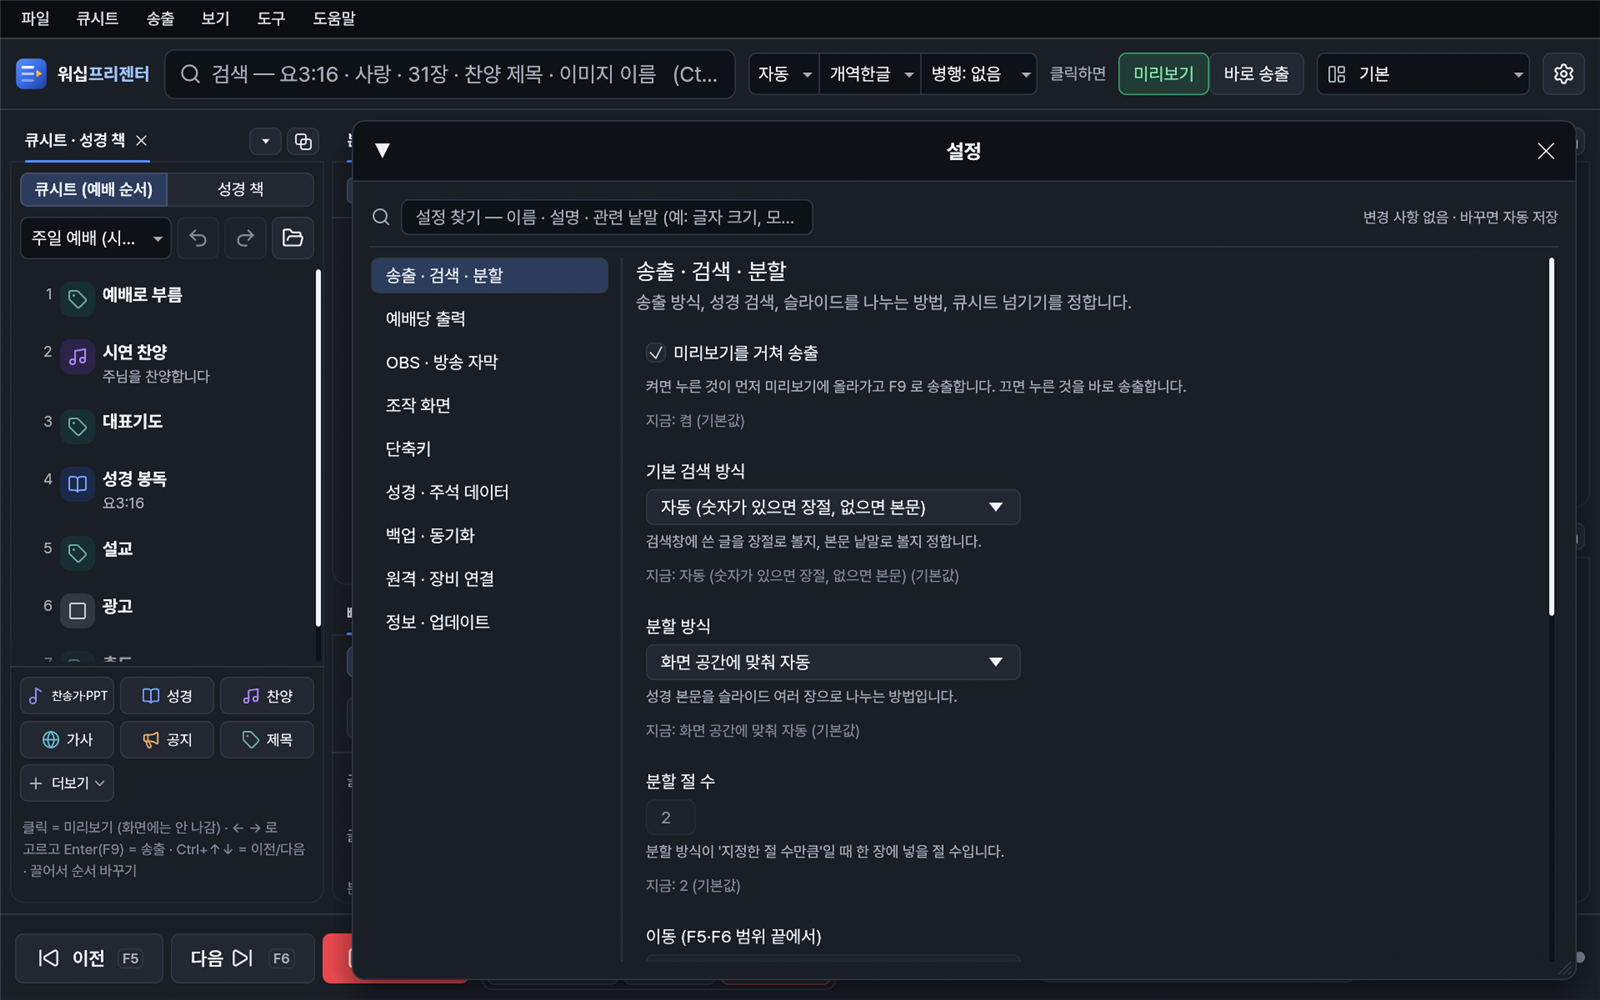 파일 큐시트 송출 보기 도구 도움말
워십프리젠터 검색 — 요3:16 · 사랑 · 31장 · 찬양 제목 · 이미지 이름 (Ct... 자동 개역한글 병행: 없음 클릭하면 미리보기 바로 송출 기본
큐시트 · 성경 책
큐시트 (예배 순서) 성경 책
주일 예배 (시...
1 예배로 부름
2 시연 찬양
주님을 찬양합니다
3 대표기도
4 성경 봉독
요3:16
5 설교
6 광고
7
찬송가·PPT 성경 찬양
가사 공지 제목
더보기
클릭 = 미리보기 (화면에는 안 나감) · ← → 로
고르고 Enter(F9) = 송출 · Ctrl+↑↓ = 이전/다음
· 끌어서 순서 바꾸기
이전 F5 다음 F6
설정
설정 찾기 — 이름 · 설명 · 관련 낱말 (예: 글자 크기, 모...
변경 사항 없음 · 바꾸면 자동 저장
송출 · 검색 · 분할
예배당 출력
OBS · 방송 자막
조작 화면
단축키
성경 · 주석 데이터
백업 · 동기화
원격 · 장비 연결
정보 · 업데이트
송출 · 검색 · 분할
송출 방식, 성경 검색, 슬라이드를 나누는 방법, 큐시트 넘기기를 정합니다.
미리보기를 거쳐 송출
켜면 누른 것이 먼저 미리보기에 올라가고 F9 로 송출합니다. 끄면 누른 것을 바로 송출합니다.
지금: 켬 (기본값)
기본 검색 방식
자동 (숫자가 있으면 장절, 없으면 본문)
검색창에 쓴 글을 장절로 볼지, 본문 낱말로 볼지 정합니다.
지금: 자동 (숫자가 있으면 장절, 없으면 본문) (기본값)
분할 방식
화면 공간에 맞춰 자동
성경 본문을 슬라이드 여러 장으로 나누는 방법입니다.
지금: 화면 공간에 맞춰 자동 (기본값)
분할 절 수
2
분할 방식이 '지정한 절 수만큼'일 때 한 장에 넣을 절 수입니다.
지금: 2 (기본값)
이동 (F5·F6 범위 끝에서)